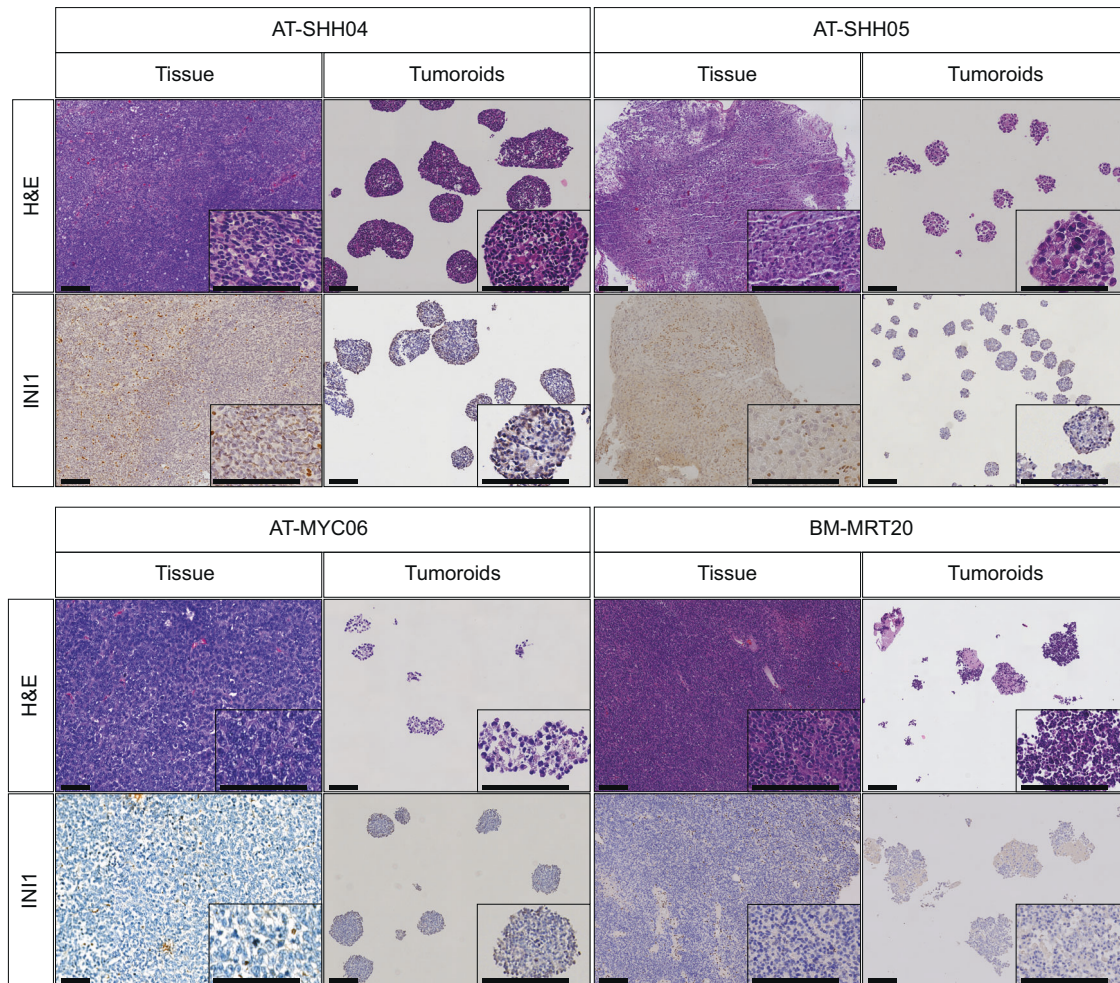 AT-SHH04
AT-SHH05
Tissue
Tumoroids
Tissue
Tumoroids
H&E
INI1
AT-MYC06
BM-MRT20
Tissue
Tumoroids
Tissue
Tumoroids
H&E
INI1